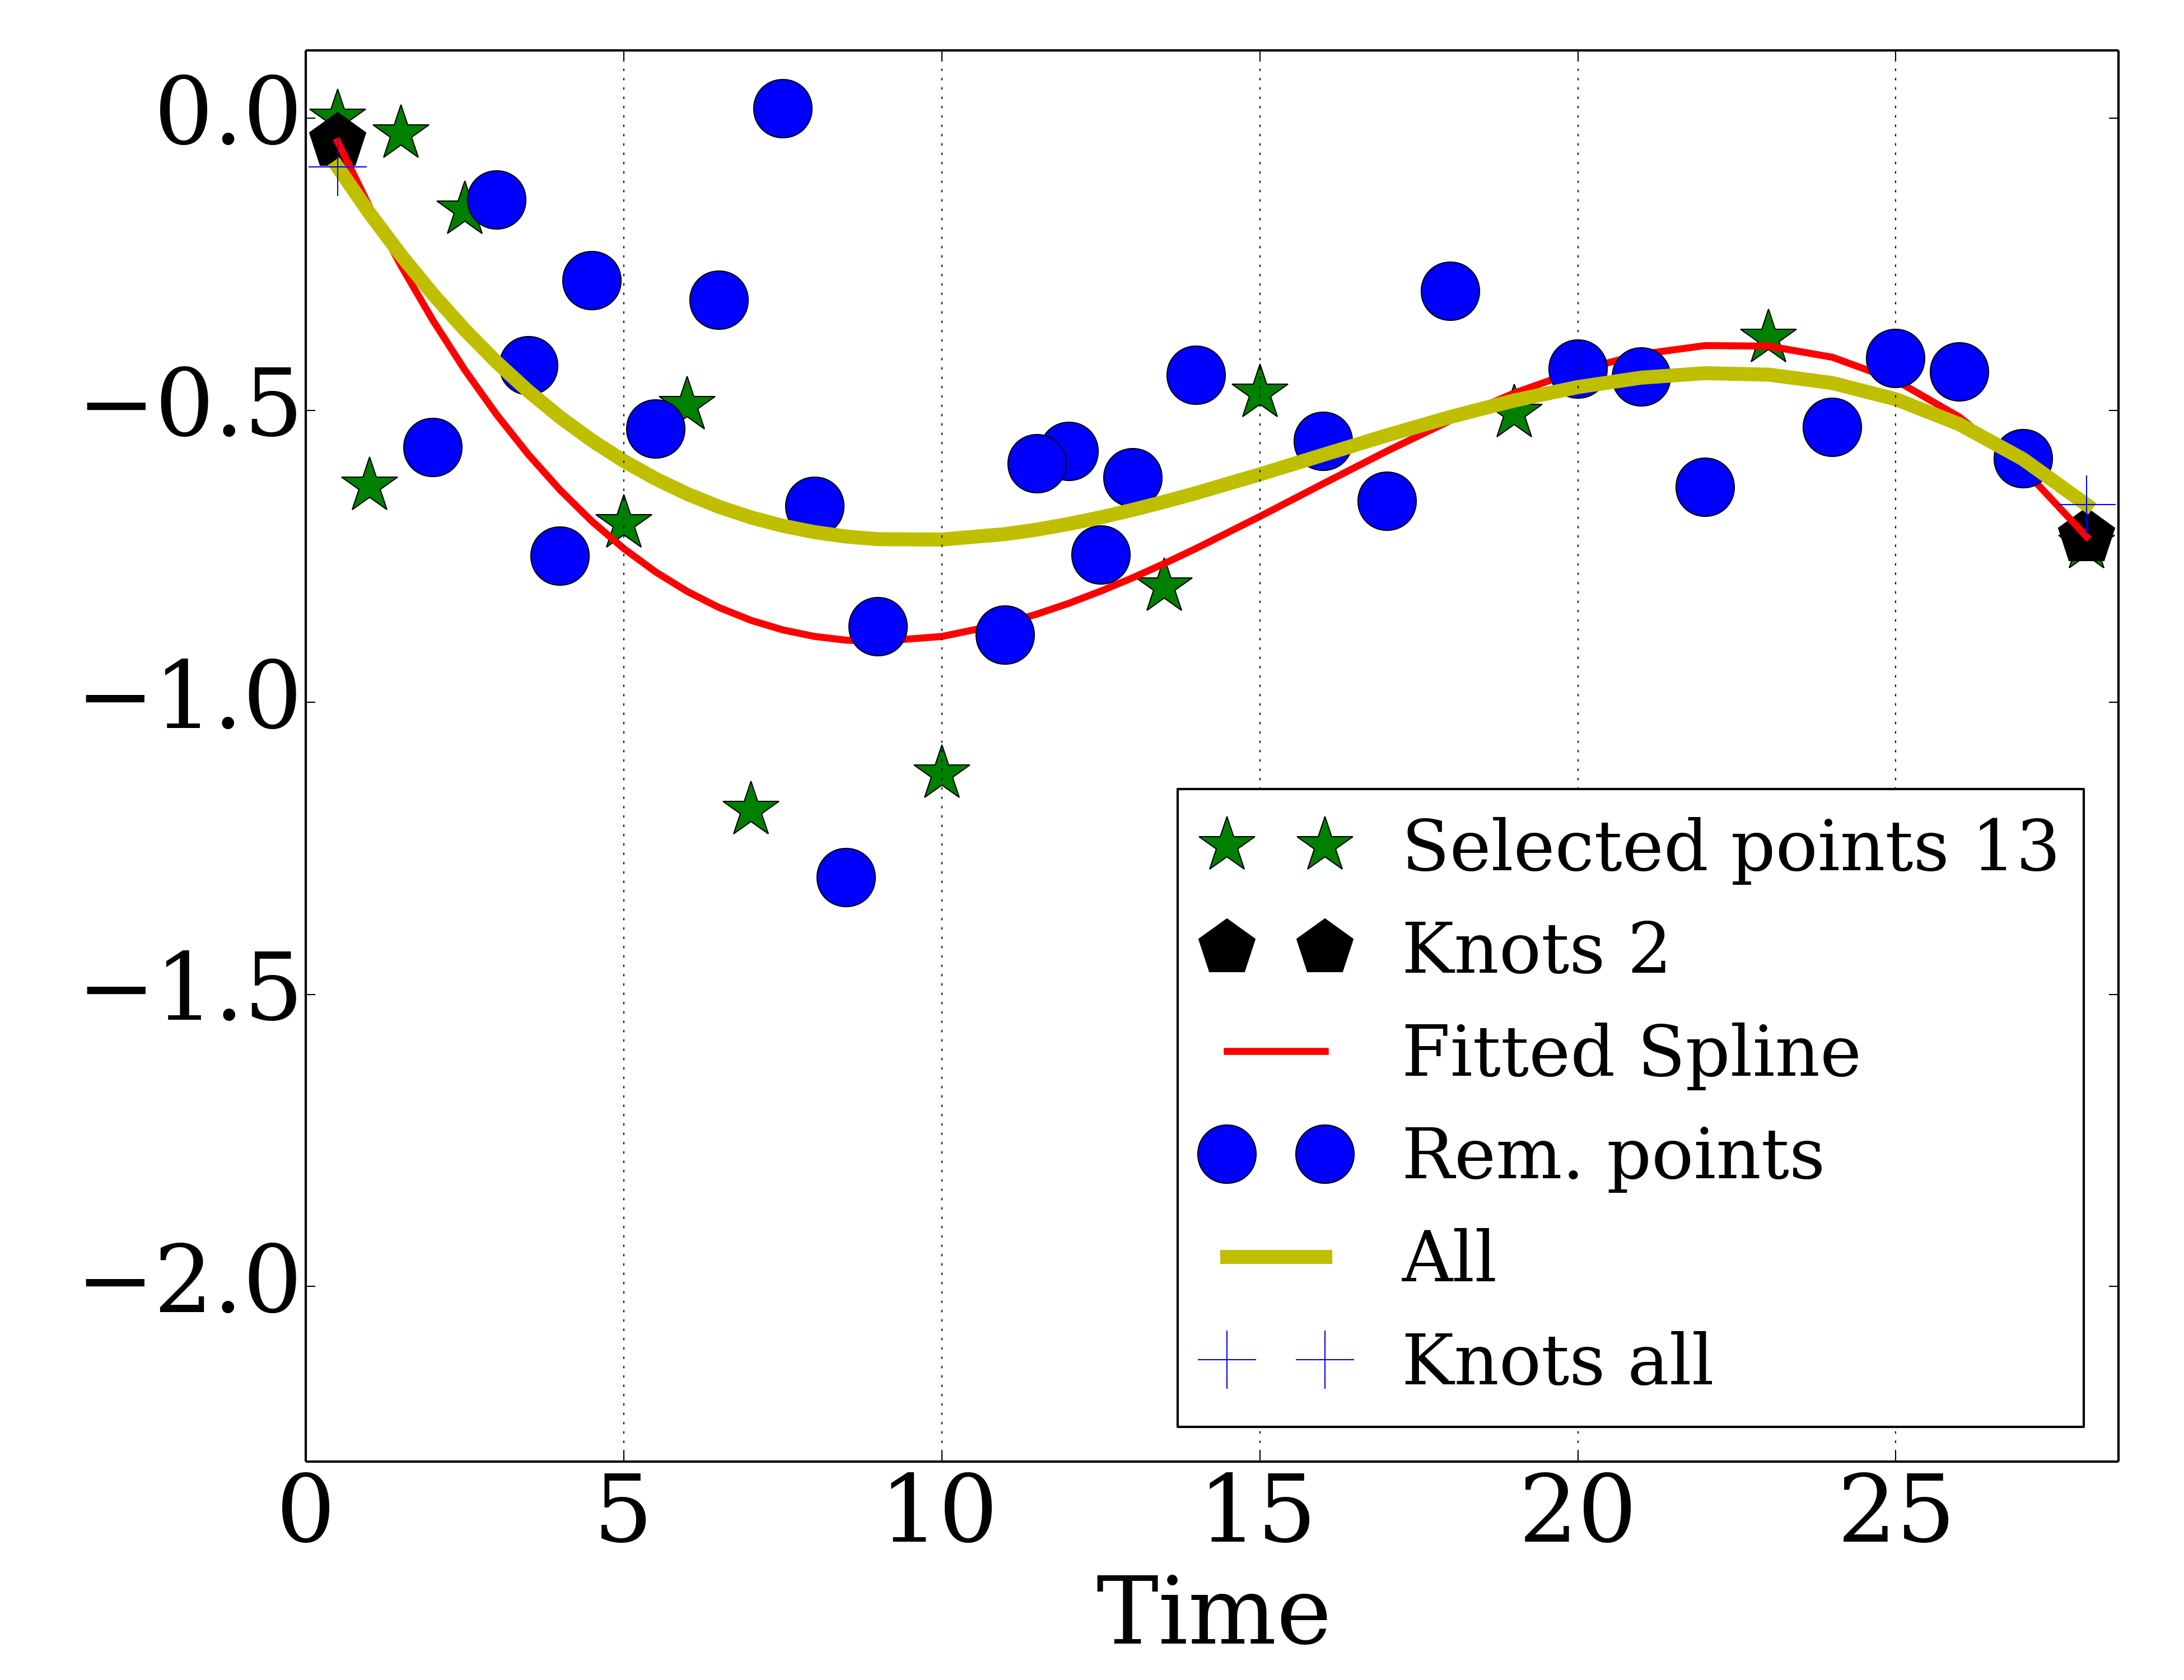 0.0
−0.5
−1.0
−1.5
−2.0
Selected points 13
Knots 2
Fitted Spline
Rem. points
All
Knots all
0 5 10 15 20 25
Time